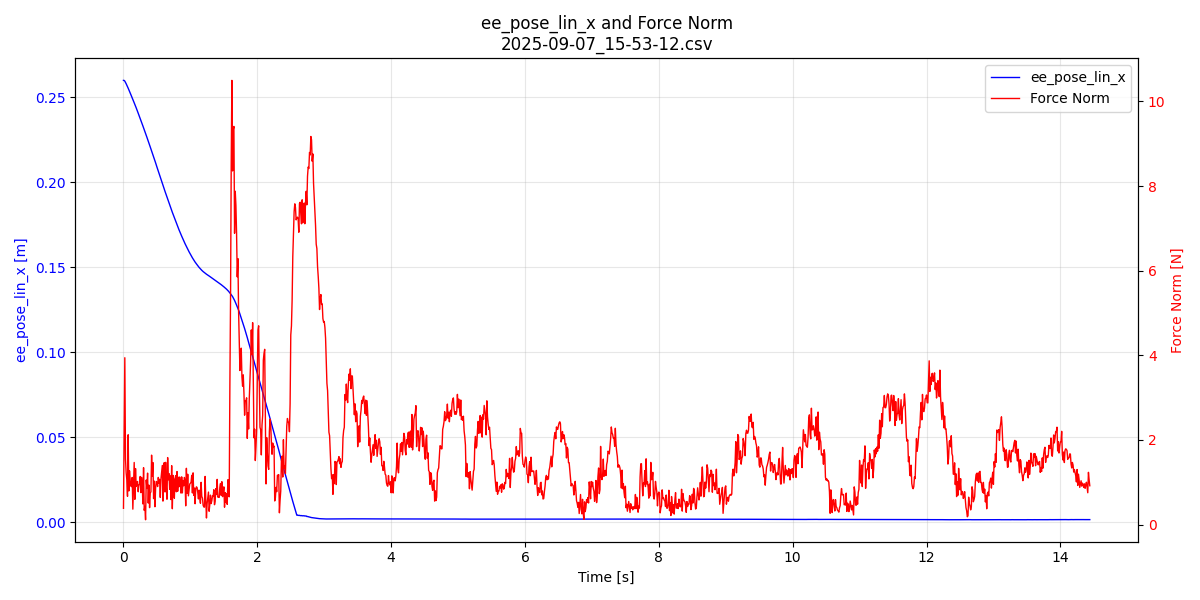 ee_pose_lin_x and Force Norm
2025-09-07_15-53-12.csv
ee_pose_lin_x
Force Norm
ee_pose_lin_x [m]
0.25
0.20
0.15
0.10
0.05
0.00
10
8
6
4
2
0
Force Norm [N]
0 2 4 6 8 10 12 14
Time [s]